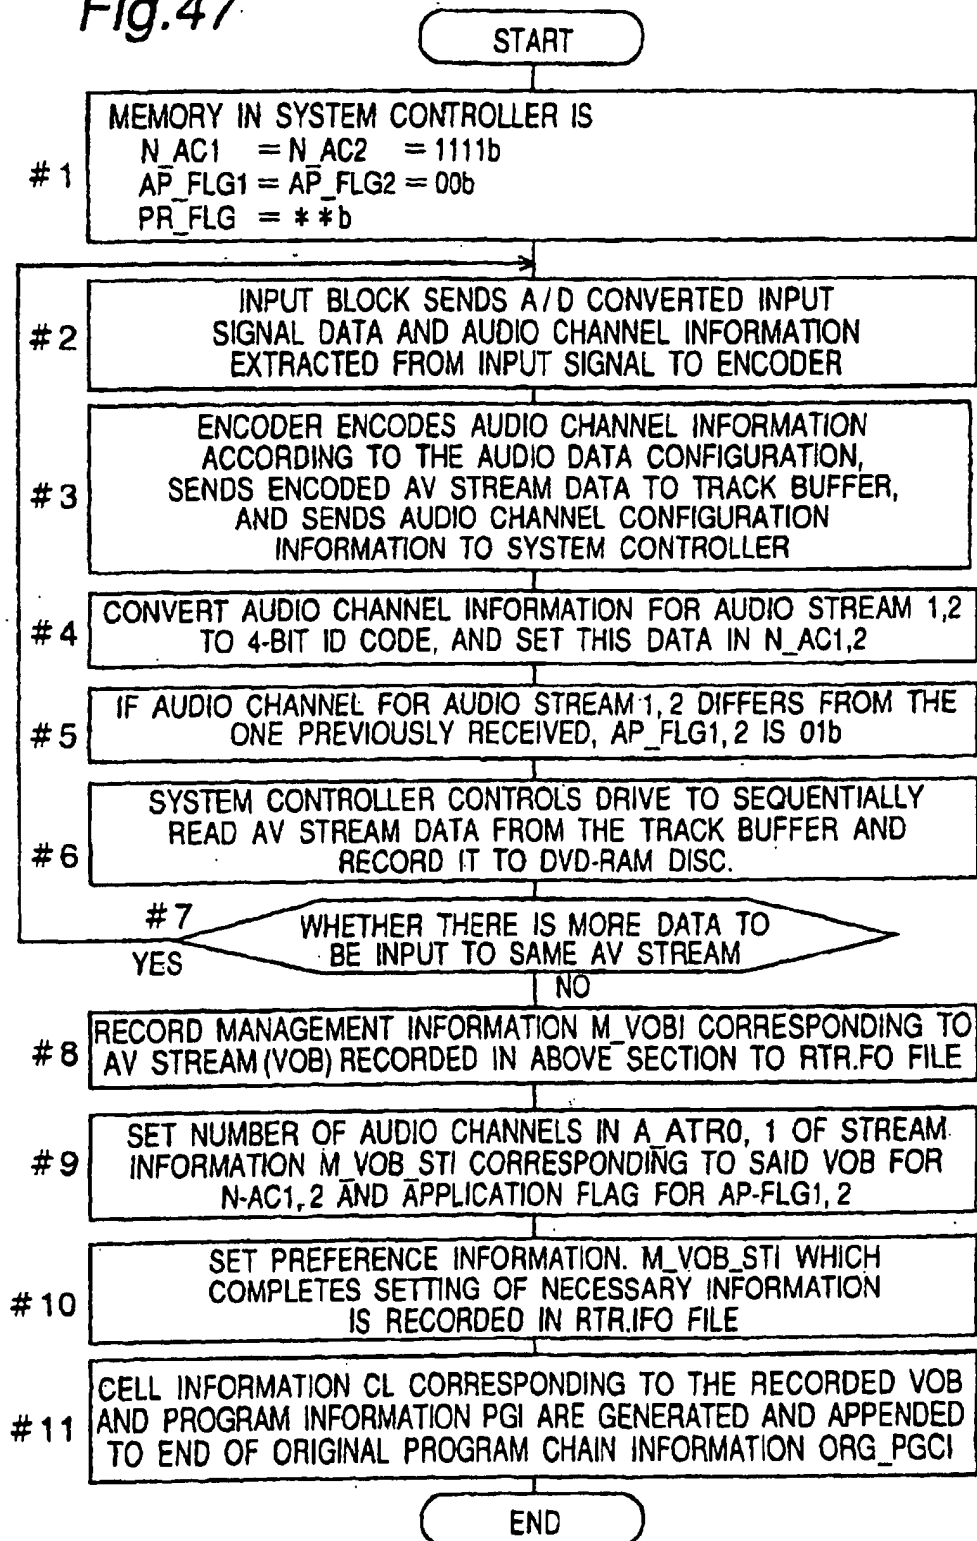 Fig.47
START
#1
MEMORY IN SYSTEM CONTROLLER IS
N_AC1 =N_AC2 =1111b
AP_FLG1=AP_FLG2=00b
PR_FLG =**b
#2
INPUT BLOCK SENDS A/D CONVERTED INPUT
SIGNAL DATA AND AUDIO CHANNEL INFORMATION
EXTRACTED FROM INPUT SIGNAL TO ENCODER
#3
ENCODER ENCODES AUDIO CHANNEL INFORMATION
ACCORDING TO THE AUDIO DATA CONFIGURATION,
SENDS ENCODED AV STREAM DATA TO TRACK BUFFER,
AND SENDS AUDIO CHANNEL CONFIGURATION
INFORMATION TO SYSTEM CONTROLLER
#4
CONVERT AUDIO CHANNEL INFORMATION FOR AUDIO STREAM 1,2
TO 4-BIT ID CODE, AND SET THIS DATA IN N_AC1,2
#5
IF AUDIO CHANNEL FOR AUDIO STREAM 1, 2 DIFFERS FROM THE
ONE PREVIOUSLY RECEIVED, AP_FLG1, 2 IS 01b
#6
SYSTEM CONTROLLER CONTROLS DRIVE TO SEQUENTIALLY
READ AV STREAM DATA FROM THE TRACK BUFFER AND
RECORD IT TO DVD-RAM DISC.
#7
WHETHER THERE IS MORE DATA TO
BE INPUT TO SAME AV STREAM
YES
NO
#8
RECORD MANAGEMENT INFORMATION M_VOBI CORRESPONDING TO
AV STREAM (VOB) RECORDED IN ABOVE SECTION TO RTR.FO FILE
#9
SET NUMBER OF AUDIO CHANNELS IN A_ATR0, 1 OF STREAM
INFORMATION M_VOB_STI CORRESPONDING TO SAID VOB FOR
N-AC1, 2 AND APPLICATION FLAG FOR AP-FLG1, 2
#10
SET PREFERENCE INFORMATION. M_VOB_STI WHICH
COMPLETES SETTING OF NECESSARY INFORMATION
IS RECORDED IN RTR.IFO FILE
#11
CELL INFORMATION CL CORRESPONDING TO THE RECORDED VOB
AND PROGRAM INFORMATION PGI ARE GENERATED AND APPENDED
TO END OF ORIGINAL PROGRAM CHAIN INFORMATION ORG_PGCI
END